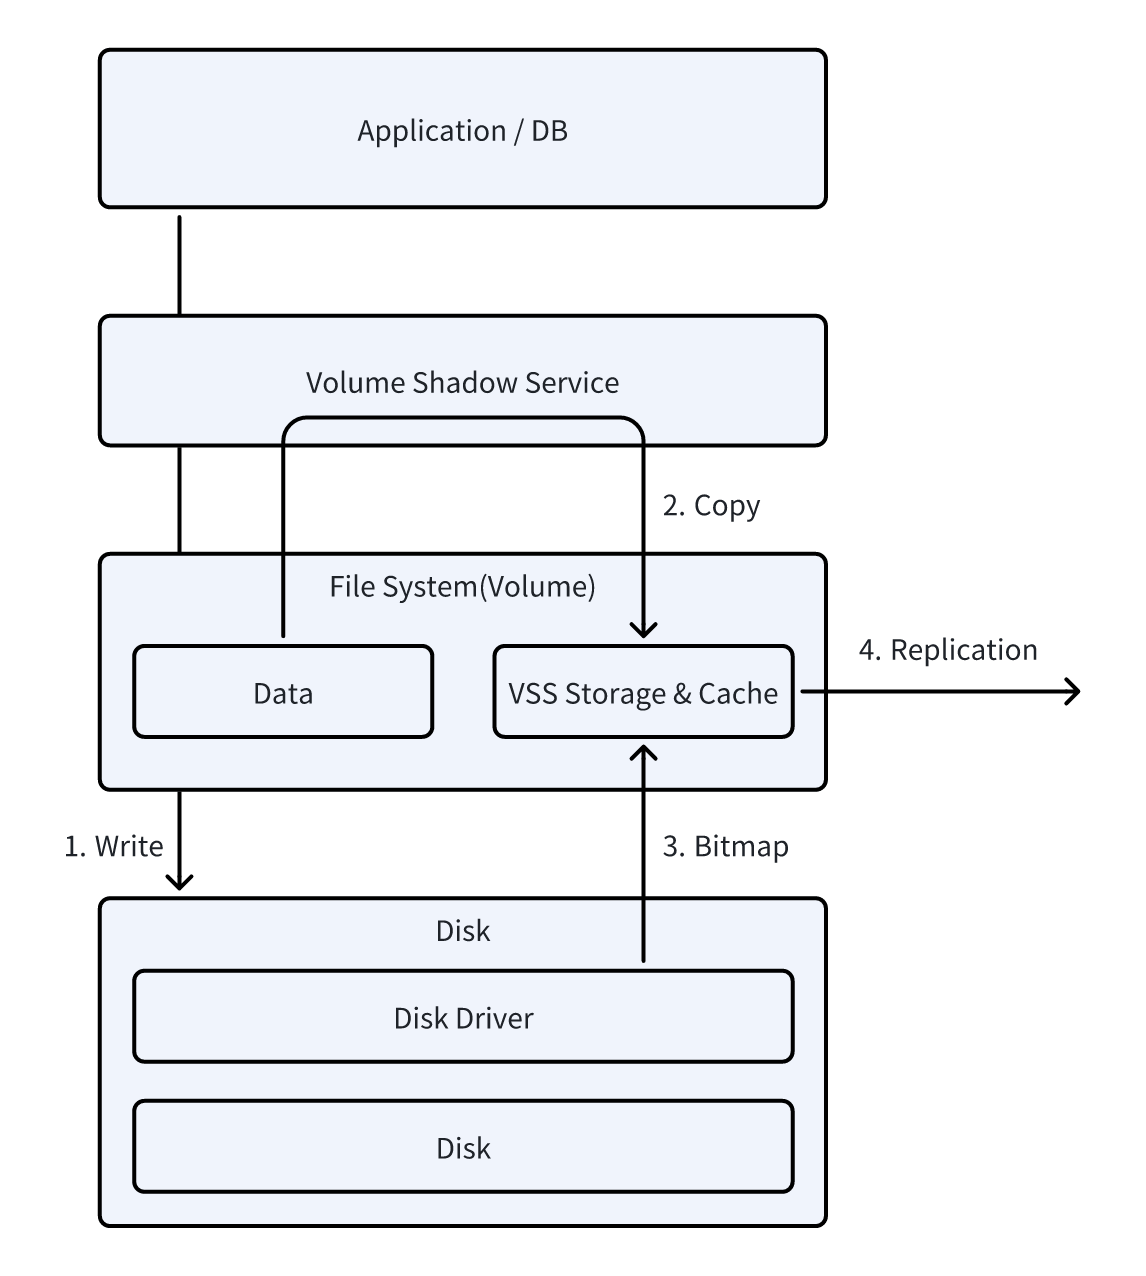 Application / DB
Volume Shadow Service
2. Copy
File System(Volume)
Data
VSS Storage & Cache
4. Replication
1. Write
3. Bitmap
Disk
Disk Driver
Disk